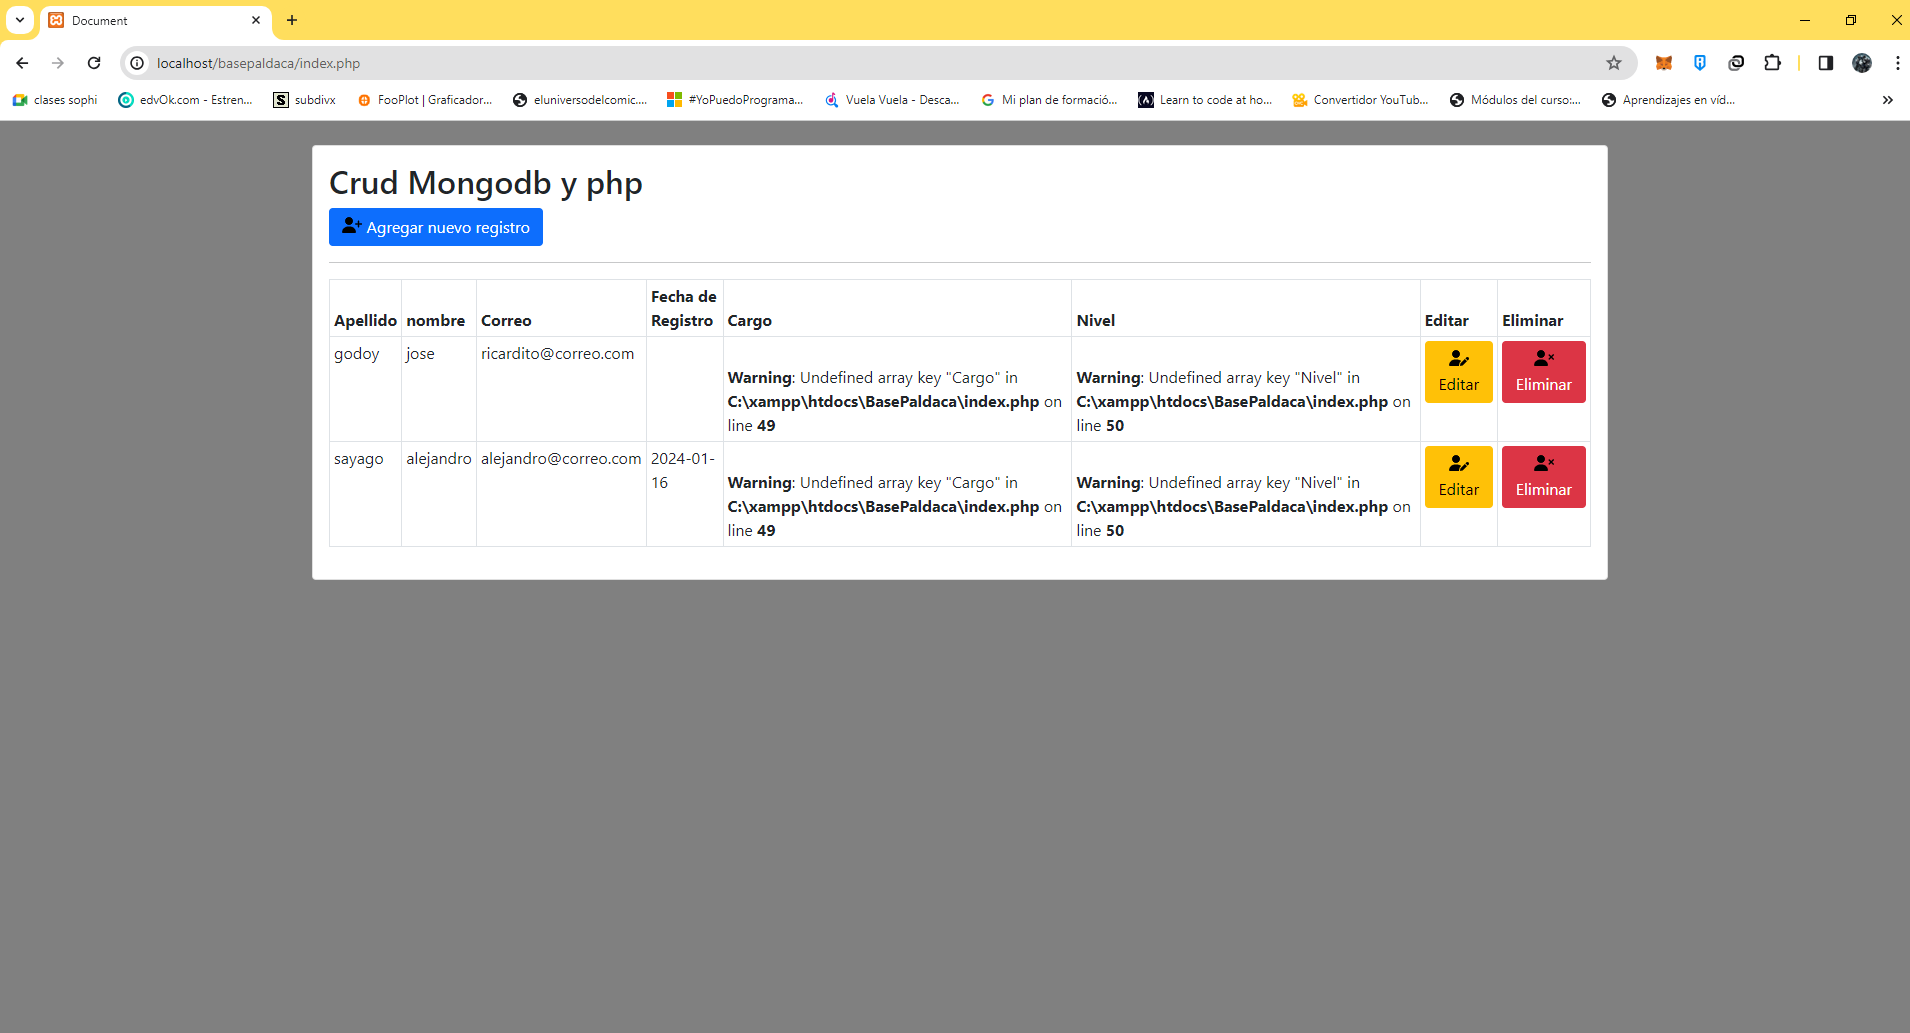 Document
localhost/basepaldaca/index.php
clases sophi
edvOk.com - Estren...
subdivx
FooPlot | Graficador...
eluniversodelcomic....
#YoPuedoPrograma...
Vuela Vuela - Desca...
Mi plan de formació...
Learn to code at ho...
Convertidor YouTub...
Módulos del curso:...
Aprendizajes en víd...
Crud Mongodb y php
Agregar nuevo registro
Apellido
nombre
Correo
Fecha de
Registro
Cargo
Nivel
Editar
Eliminar
godoy
jose
ricardito@correo.com
Warning: Undefined array key "Cargo" in
C:\xampp\htdocs\BasePaldaca\index.php on
line 49
Warning: Undefined array key "Nivel" in
C:\xampp\htdocs\BasePaldaca\index.php on
line 50
Editar
Eliminar
sayago
alejandro
alejandro@correo.com
2024-01-
16
Warning: Undefined array key "Cargo" in
C:\xampp\htdocs\BasePaldaca\index.php on
line 49
Warning: Undefined array key "Nivel" in
C:\xampp\htdocs\BasePaldaca\index.php on
line 50
Editar
Eliminar